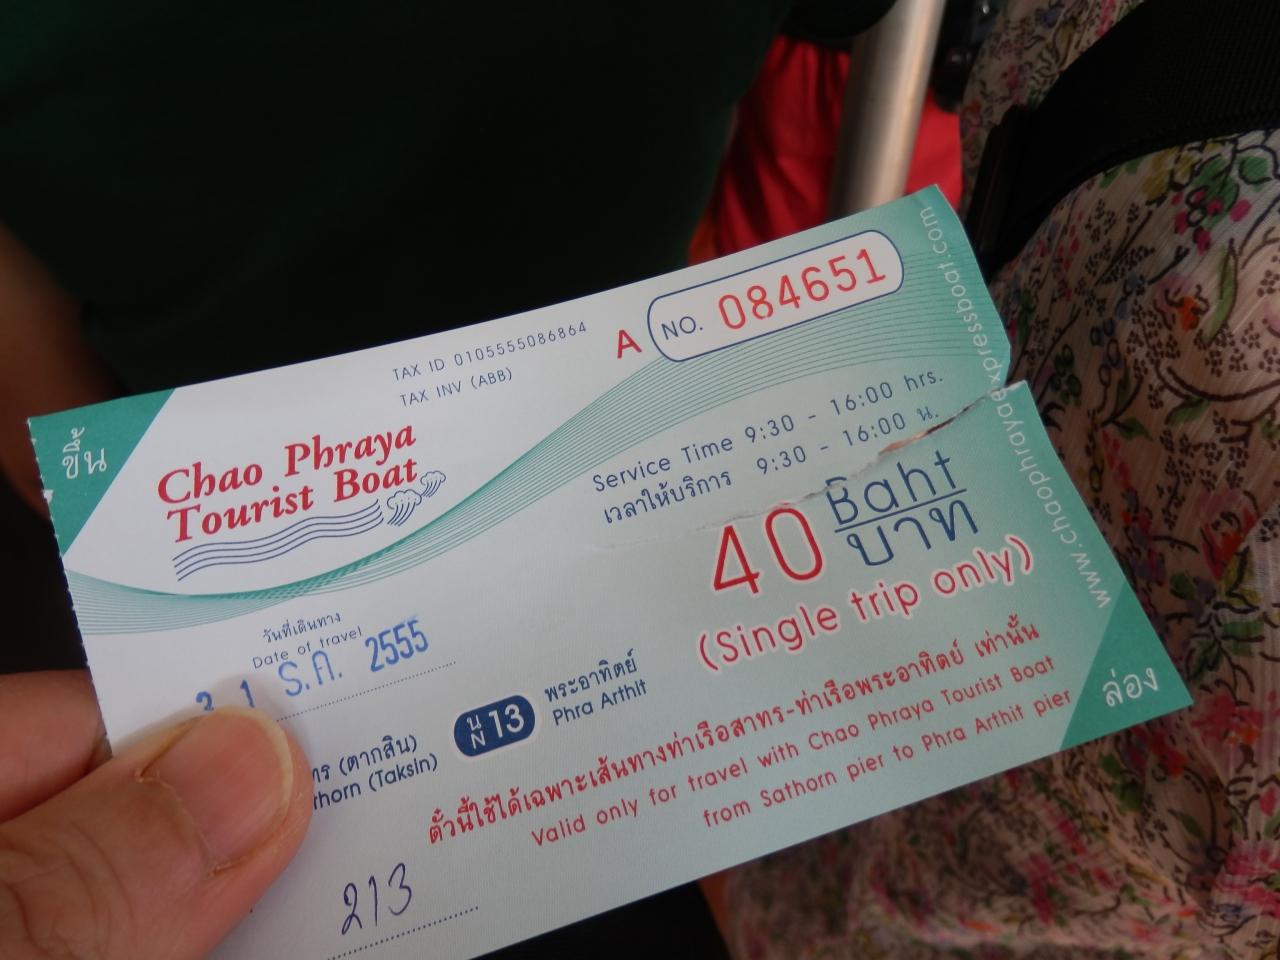 ขึ้น
TAX ID 0105555086864
TAX INV (ABB)
A NO. 084651
Chao Phraya
Tourist Boat
Service Time 9:30 - 16:00 hrs.
เวลาให้บริการ 9:30 - 16:00 น.
40 Baht
บาท
(Single trip only)
วันที่เดินทาง
Date of travel
3 1 ธ.ค. 2555
(ตากสิน)
(Taksin)
น
N 13
พระอาทิตย์
Phra Arthit
ตั๋วนี้ใช้ได้เฉพาะเส้นทางท่าเรือสาทร-ท่าเรือพระอาทิตย์ เท่านั้น
Valid only for travel with Chao Phraya Tourist Boat
from Sathorn pier to Phra Arthit pier
213
ล่อง
www.chaophrayaexpressboat.com